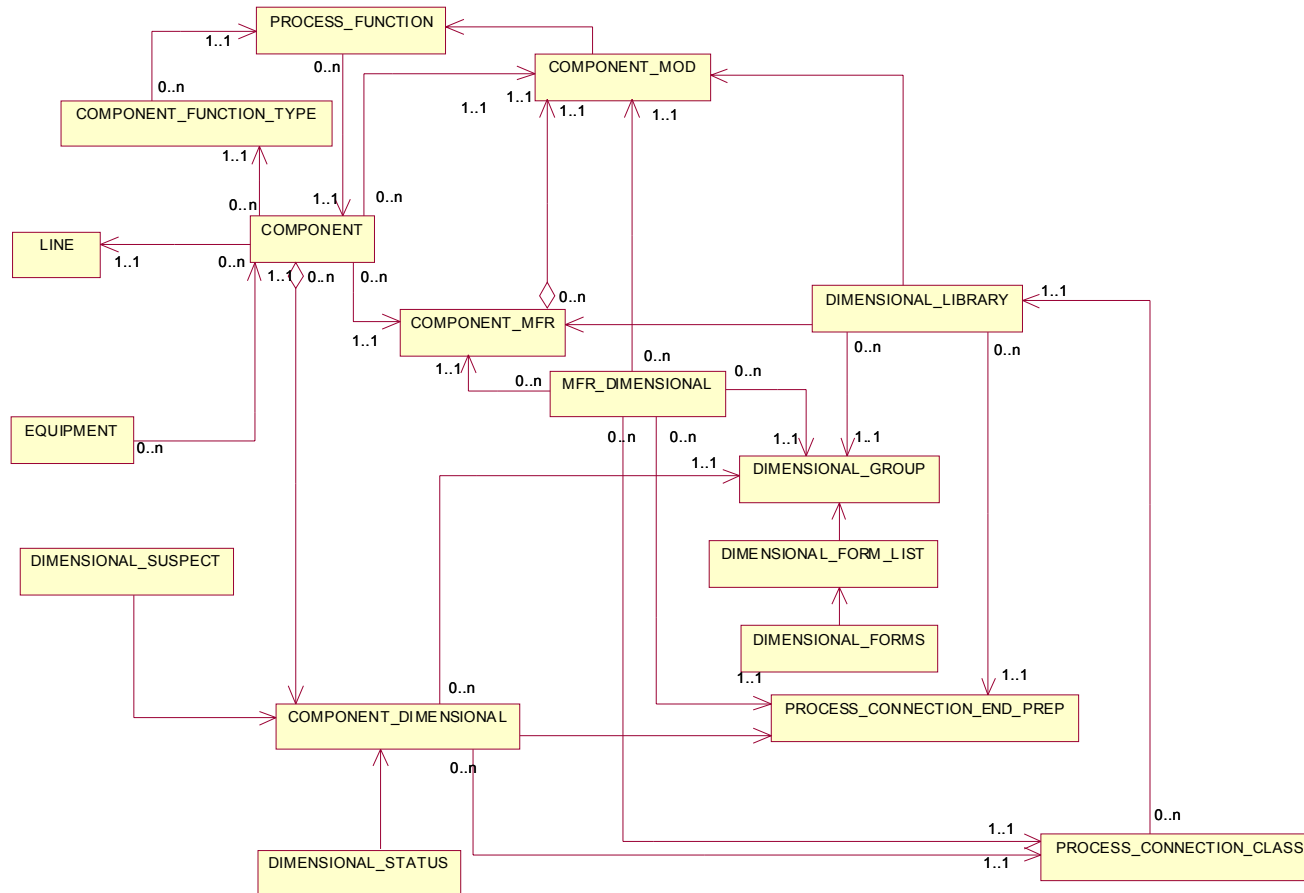 PROCESS_FUNCTION
1..1
0..n
0..n
COMPONENT_MOD
COMPONENT_FUNCTION_TYPE
1..1
1..1
1..1
1..1
1..1
0..n
1..1
0..n
COMPONENT
LINE
1..1
0..n
1..1
0..n
0..n
DIMENSIONAL_LIBRARY
1..1
0..n
COMPONENT_MFR
1..1
1..1
0..n
0..n
0..n
0..n
0..n
MFR_DIMENSIONAL
EQUIPMENT
0..n
0..n
0..n
1..1
1..1
1..1
DIMENSIONAL_GROUP
DIMENSIONAL_SUSPECT
DIMENSIONAL_FORM_LIST
DIMENSIONAL_FORMS
1..1
1..1
0..n
COMPONENT_DIMENSIONAL
PROCESS_CONNECTION_END_PREP
0..n
0..n
1..1
1..1
PROCESS_CONNECTION_CLASS
DIMENSIONAL_STATUS